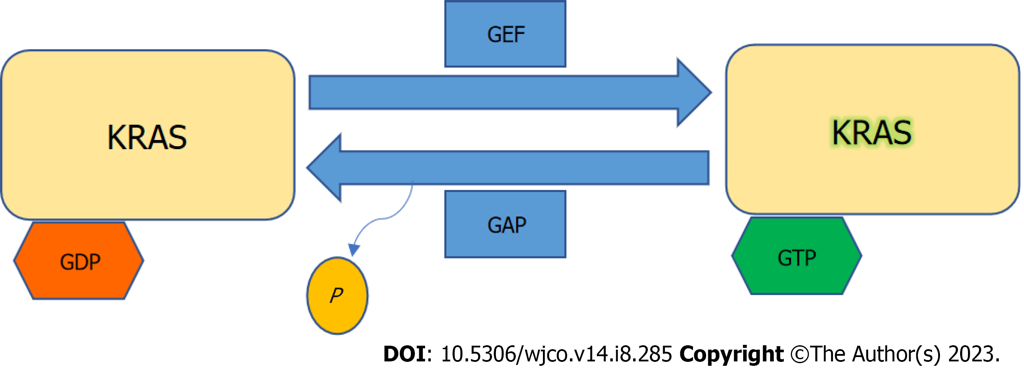 GEF
KRAS
KRAS
GAP
GDP
GTP
P
DOI: 10.5306/wjco.v14.i8.285 Copyright ©The Author(s) 2023.